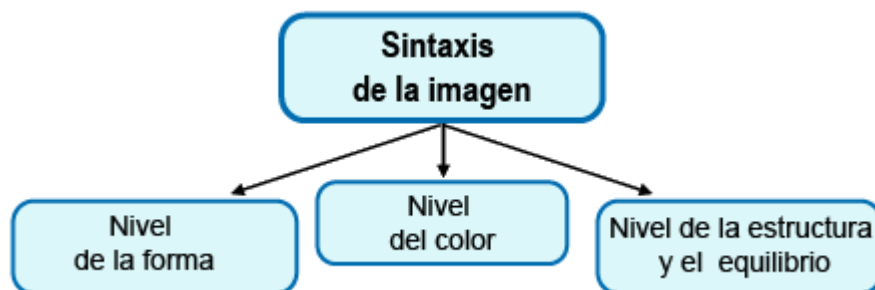 Sintaxis
de la imagen
Nivel
de la forma
Nivel
del color
Nivel de la estructura
y el equilibrio